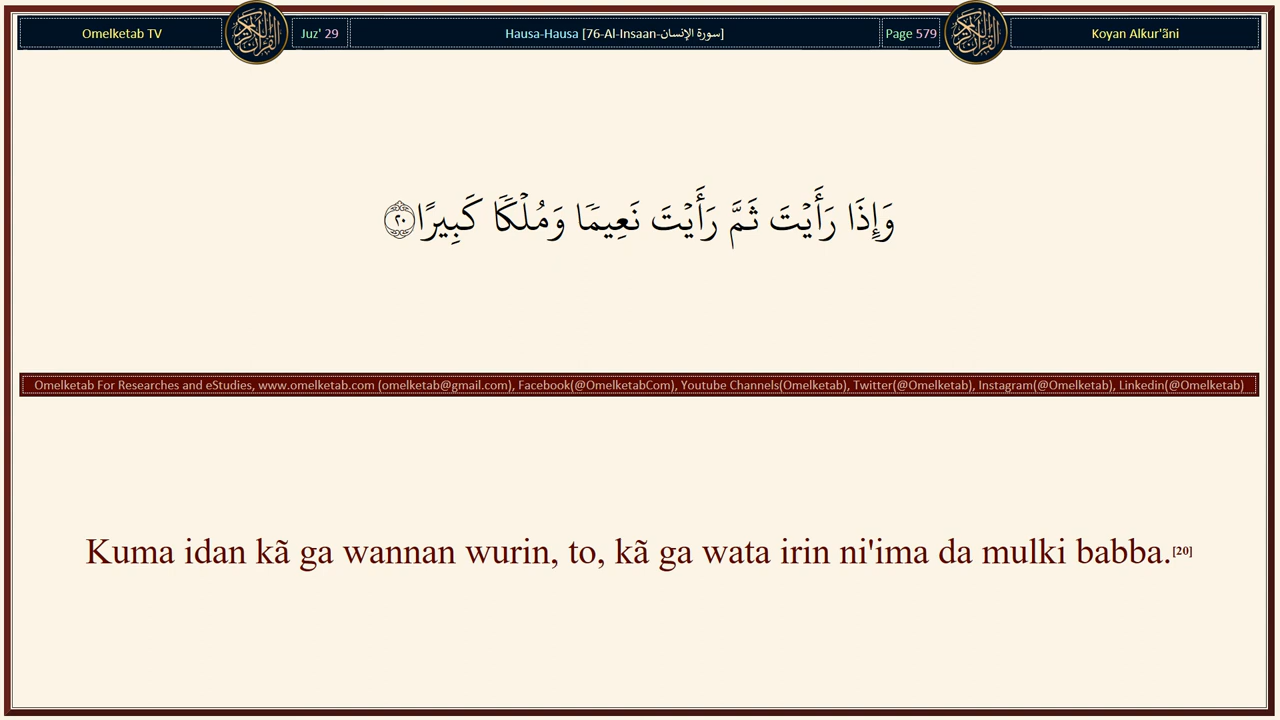 Omelketab TV
Juz' 29
Hausa-Hausa [76-Al-Insaan-سورة الإنسان]
Page 579
Koyan Alkur'ãni
وَإِذَا رَأَيۡتَ ثَمَّ رَأَيۡتَ نَعِيمٗا وَمُلۡكٗا كَبِيرًا ٢٠
Omelketab For Researches and eStudies, www.omelketab.com (omelketab@gmail.com), Facebook(@OmelketabCom), Youtube Channels(Omelketab), Twitter(@Omelketab), Instagram(@Omelketab), Linkedin(@Omelketab)
Kuma idan kã ga wannan wurin, to, kã ga wata irin ni'ima da mulki babba.[20]